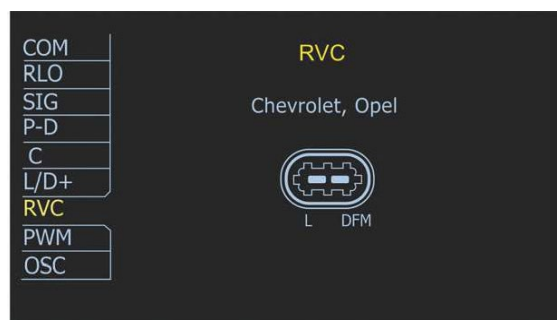 COM
RLO
SIG
P-D
C
L/D+
RVC
PWM
OSC
RVC
Chevrolet, Opel
L DFM